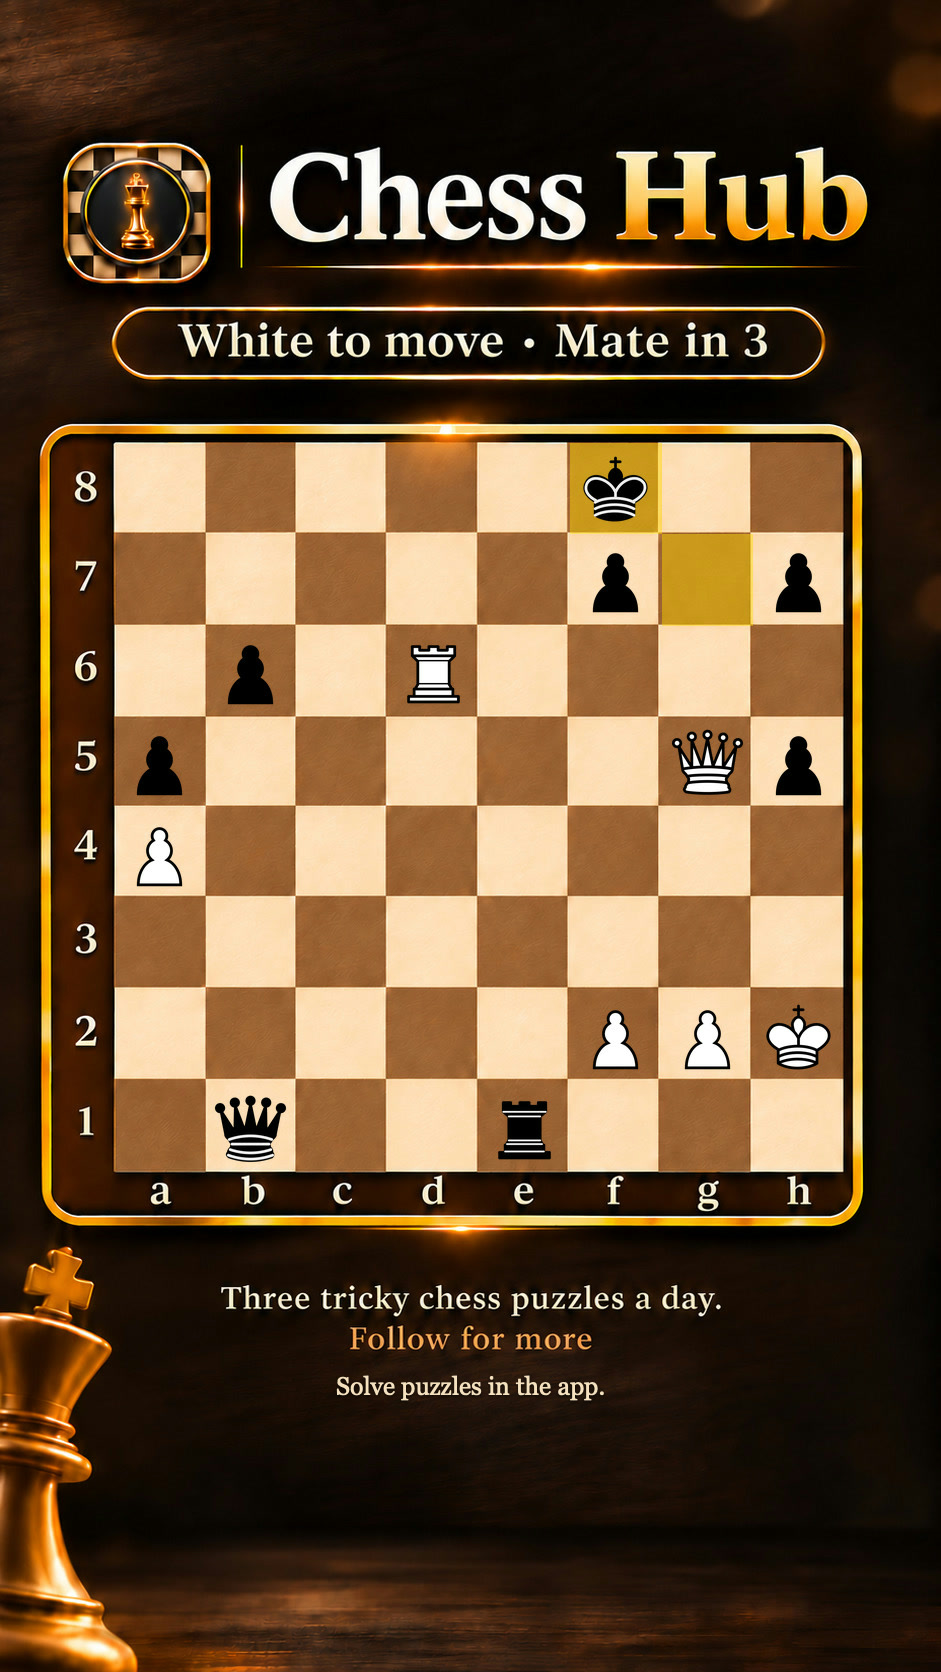 Chess Hub
White to move • Mate in 3
8
7
6
5
4
3
2
1
a b c d e f g h
Three tricky chess puzzles a day.
Follow for more
Solve puzzles in the app.